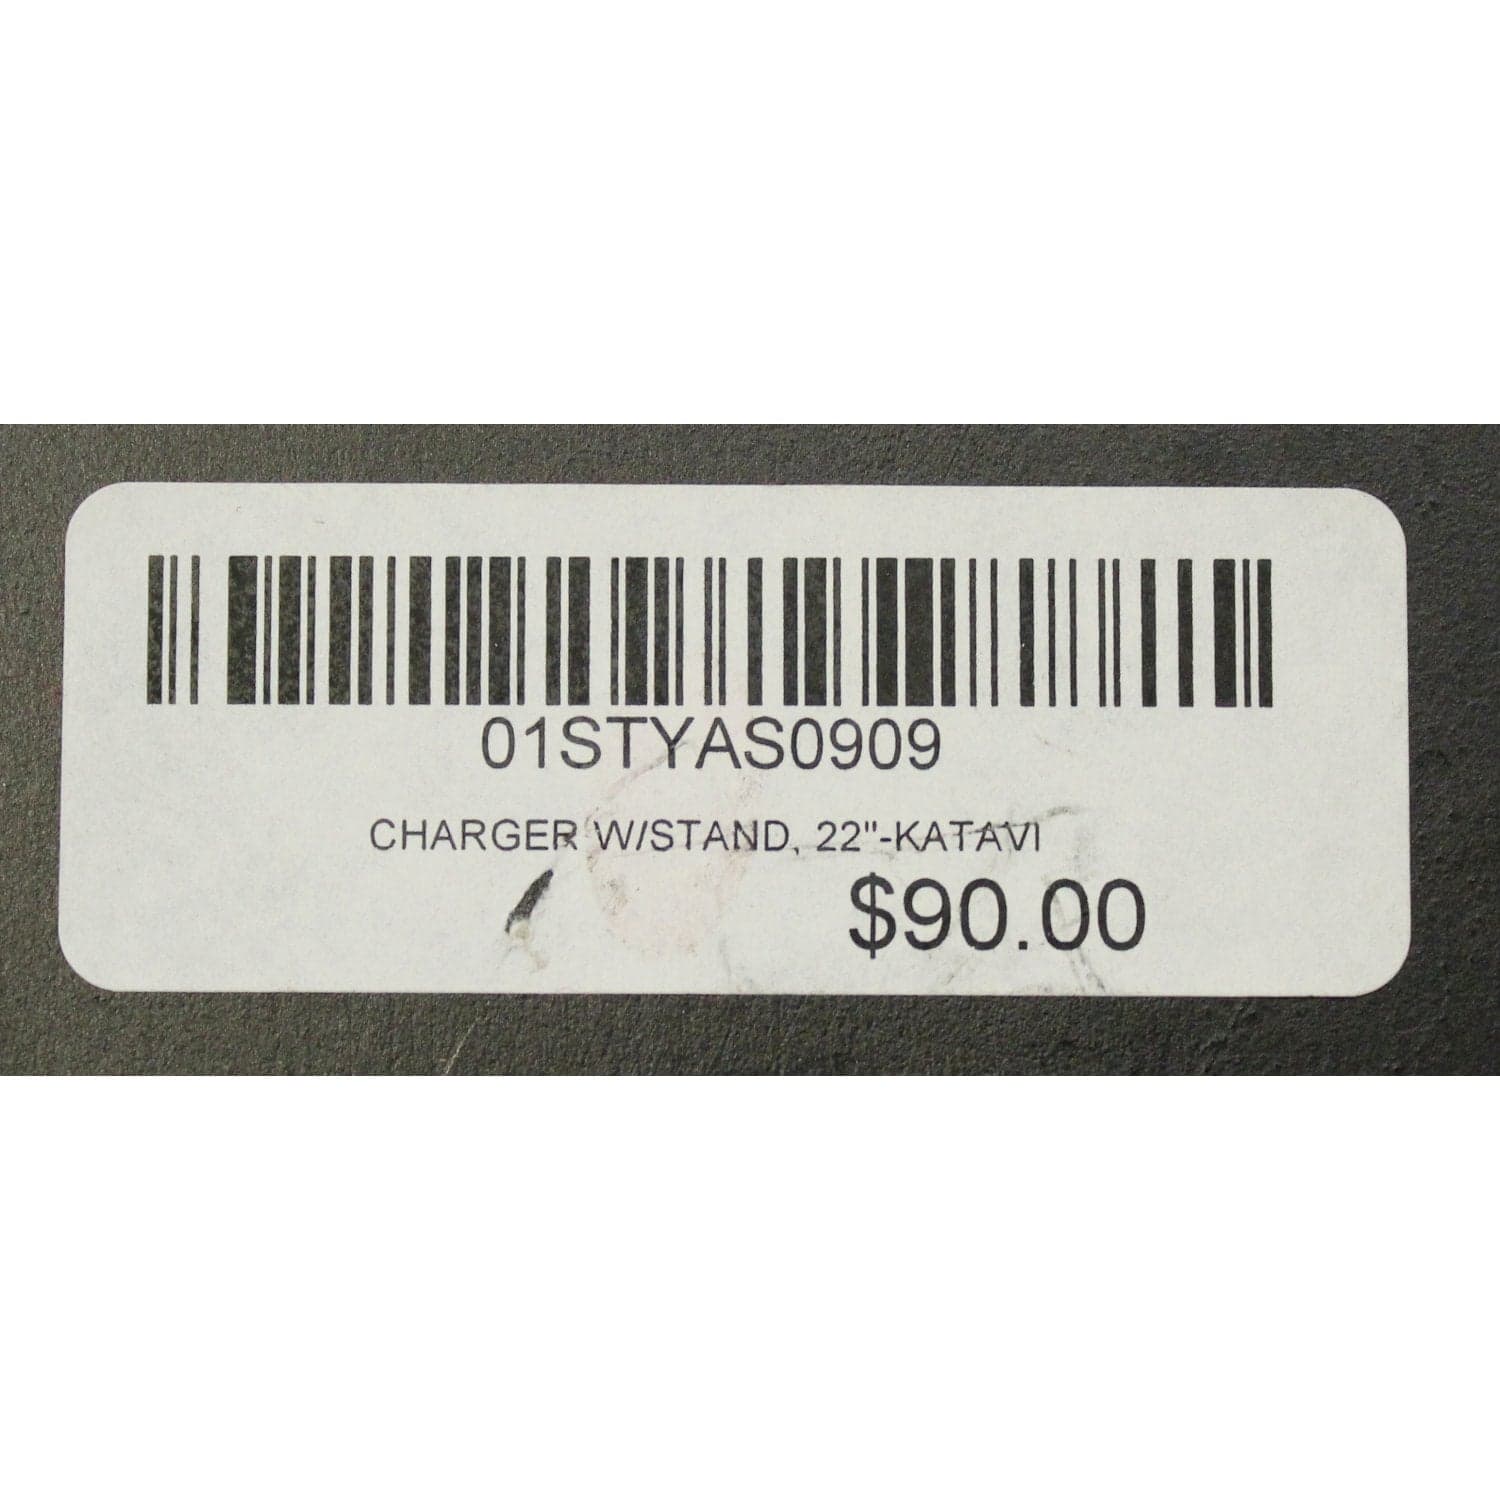 01STYAS0909
CHARGER W/STAND, 22"-KATAVI
$90.00